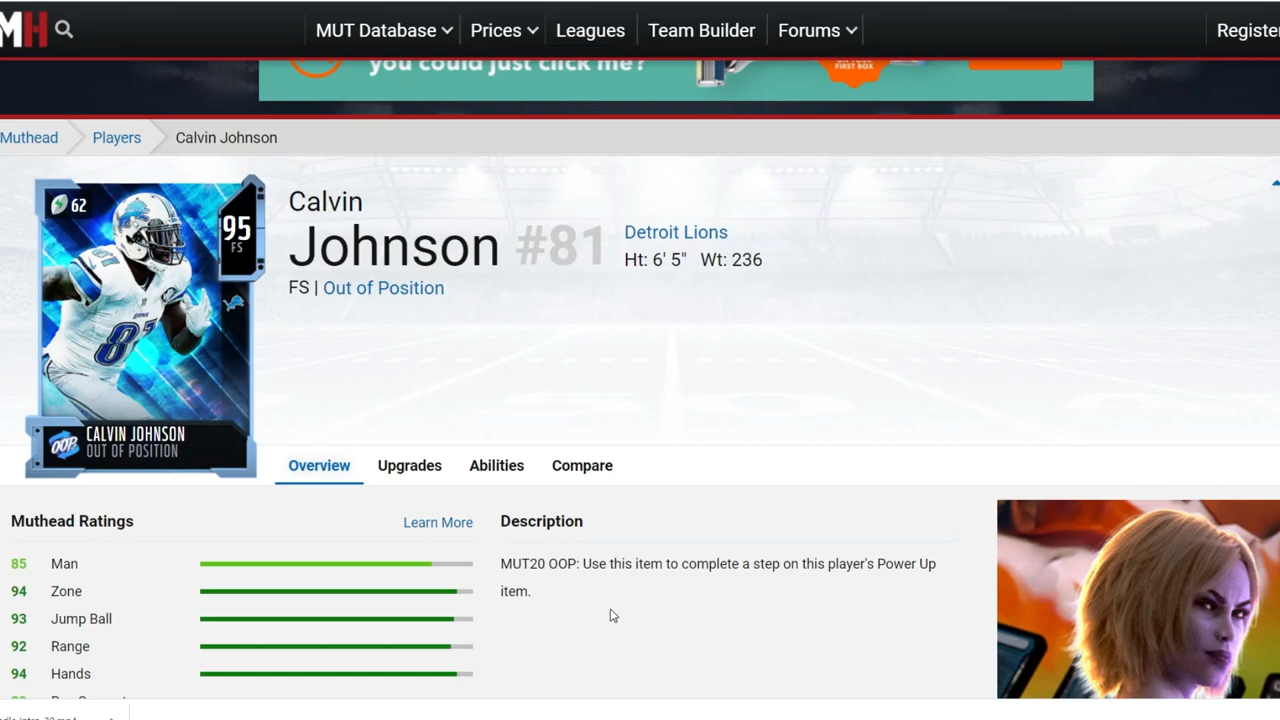 MH
MUT Database
Prices
Leagues
Team Builder
Forums
Register
you could just click me?
FIRST BOX
Muthead
Players
Calvin Johnson
62
95
FS
CALVIN JOHNSON
OOP
OUT OF POSITION
Calvin
Johnson #81
FS | Out of Position
Detroit Lions
Ht: 6' 5" Wt: 236
Overview
Upgrades
Abilities
Compare
Muthead Ratings
Learn More
85 Man
94 Zone
93 Jump Ball
92 Range
94 Hands
Description
MUT20 OOP: Use this item to complete a step on this player's Power Up
item.